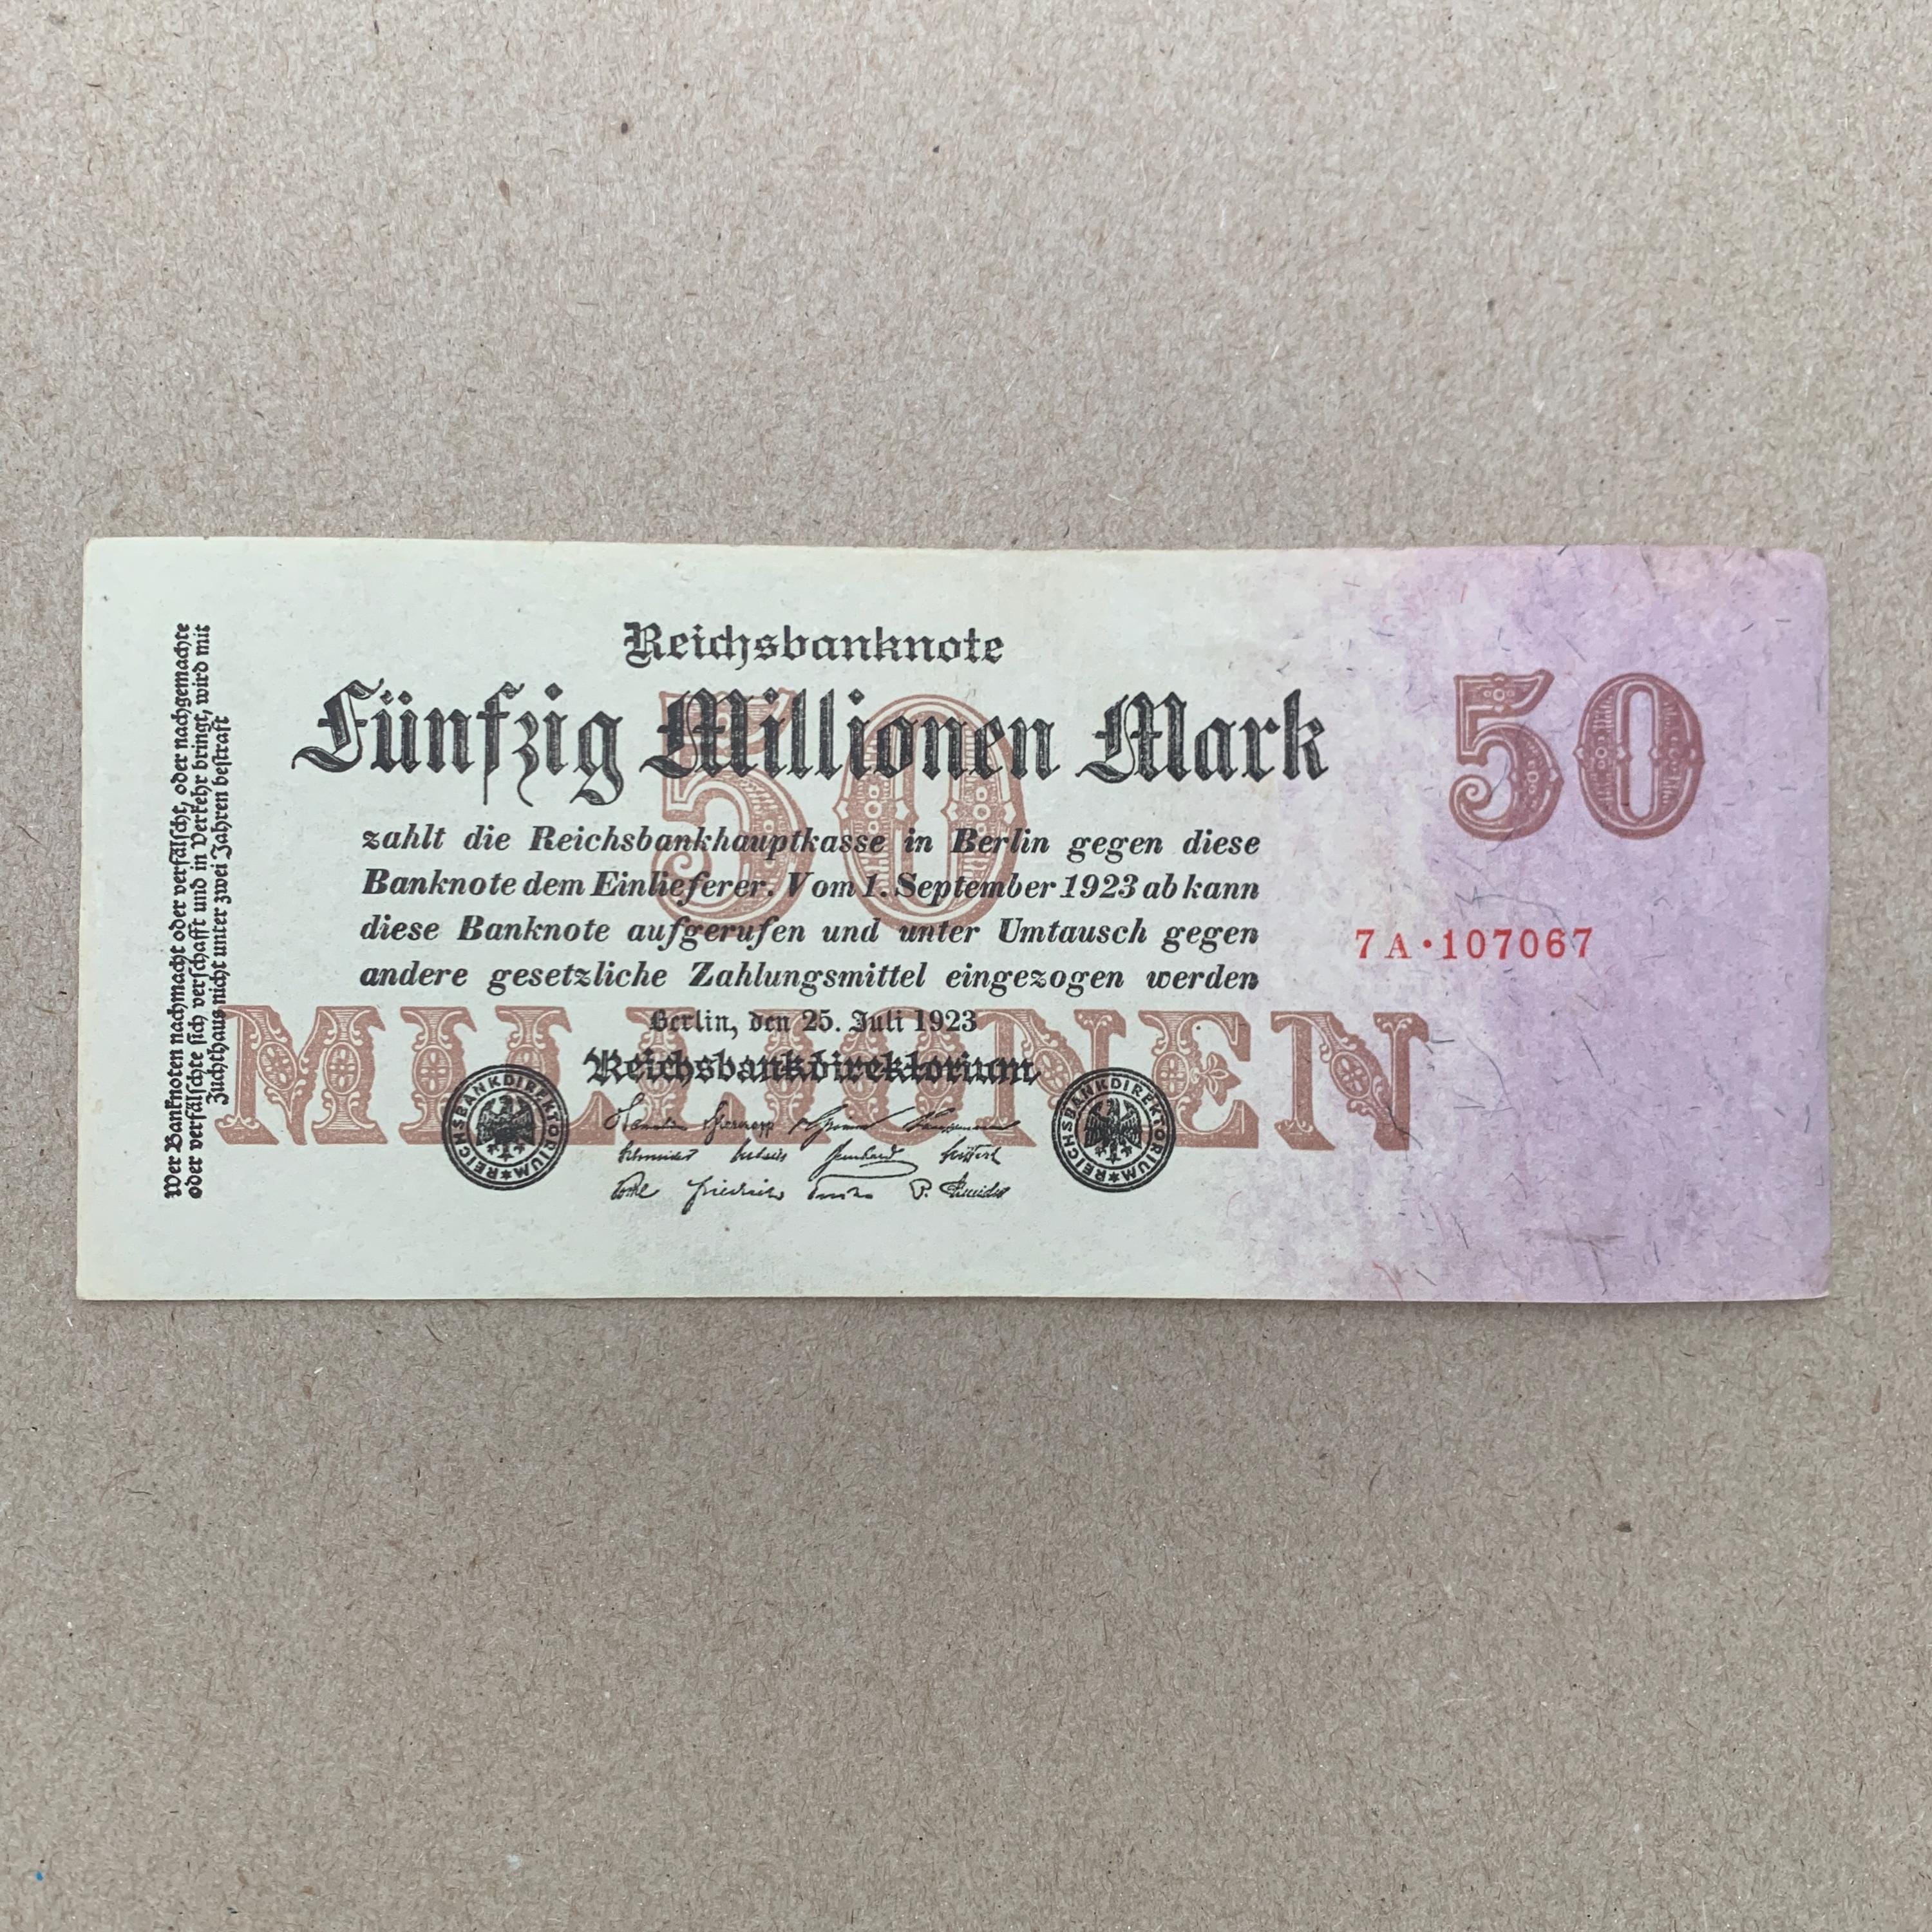 Reichsbanknote
Fünfzig Millionen Mark
50
50
zahlt die Reichsbankhauptkasse in Berlin gegen diese
Banknote dem Einlieferer. Vom 1. September 1923 ab kann
diese Banknote aufgerufen und unter Umtausch gegen
andere gesetzliche Zahlungsmittel eingezogen werden
7 A·107067
MILLIONEN
Berlin, den 25. Juli 1923
Reichsbankdirektorium
REICHSBANKDIREKTORIUM
REICHSBANKDIREKTORIUM
Wer Banknoten nachmacht oder verfälscht, oder nachgemachte
oder verfälschte sich verschafft und in Verkehr bringt, wird mit
Zuchthaus nicht unter zwei Jahren bestraft